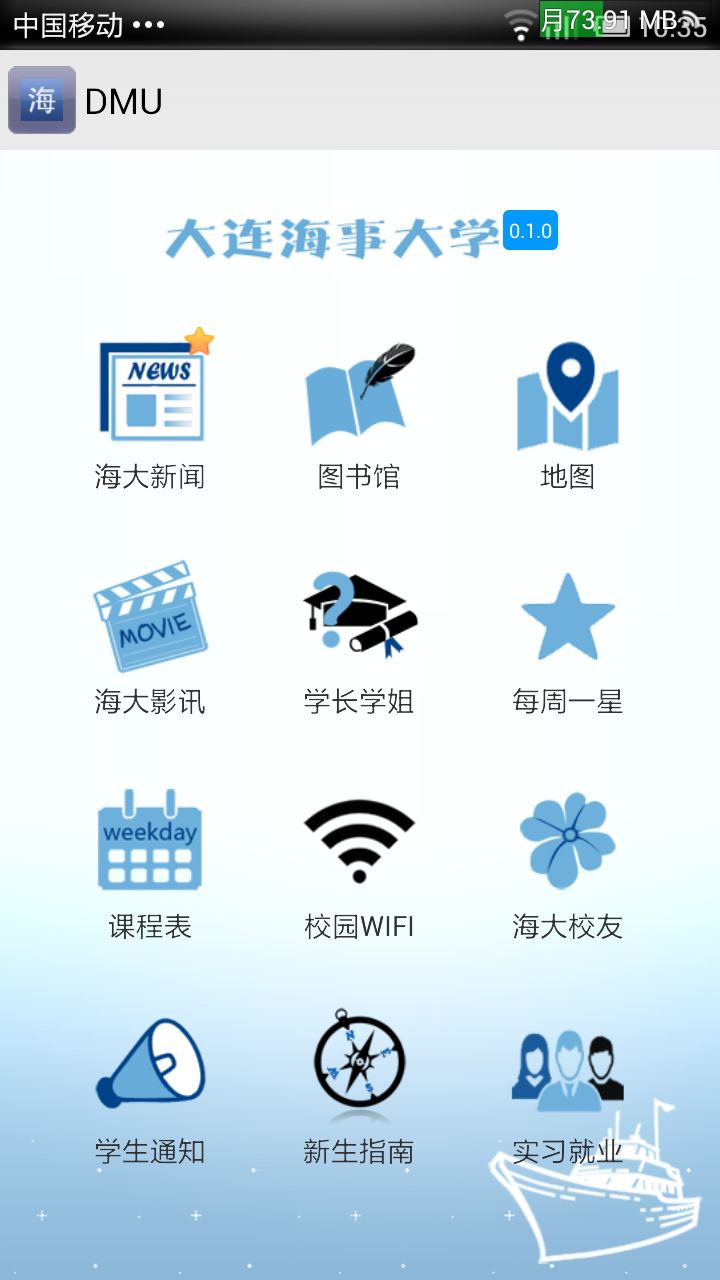 中国移动 •••
月73.91 MB
10:35
海 DMU
大连海事大学 0.1.0
NEWS
海大新闻 图书馆 地图
MOVIE
?
海大影讯 学长学姐 每周一星
weekday
课程表 校园WIFI 海大校友
学生通知 新生指南 实习就业